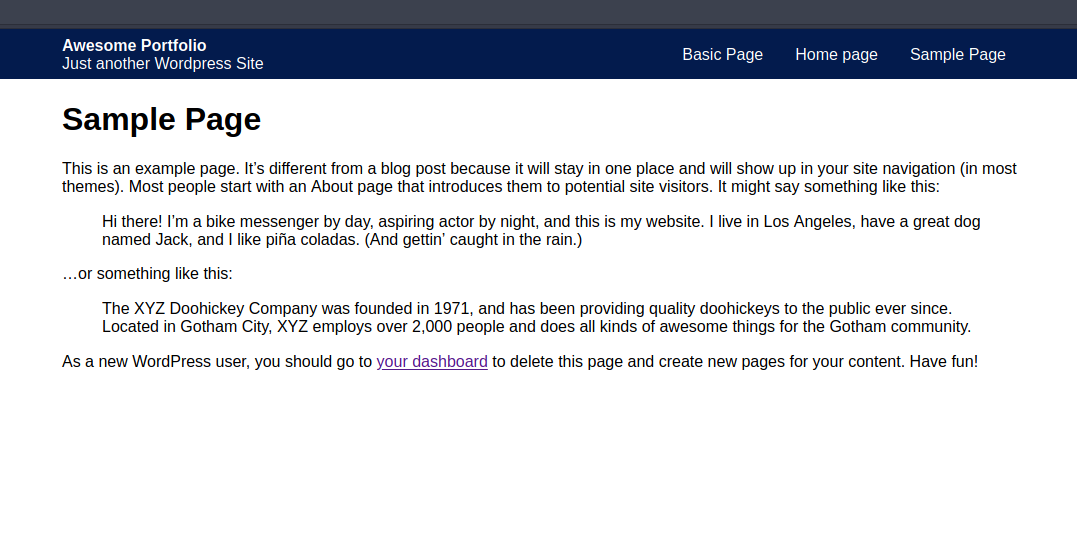 Awesome Portfolio
Just another Wordpress Site
Basic Page
Home page
Sample Page
Sample Page
This is an example page. It’s different from a blog post because it will stay in one place and will show up in your site navigation (in most
themes). Most people start with an About page that introduces them to potential site visitors. It might say something like this:
Hi there! I’m a bike messenger by day, aspiring actor by night, and this is my website. I live in Los Angeles, have a great dog
named Jack, and I like piña coladas. (And gettin’ caught in the rain.)
…or something like this:
The XYZ Doohickey Company was founded in 1971, and has been providing quality doohickeys to the public ever since.
Located in Gotham City, XYZ employs over 2,000 people and does all kinds of awesome things for the Gotham community.
As a new WordPress user, you should go to your dashboard to delete this page and create new pages for your content. Have fun!